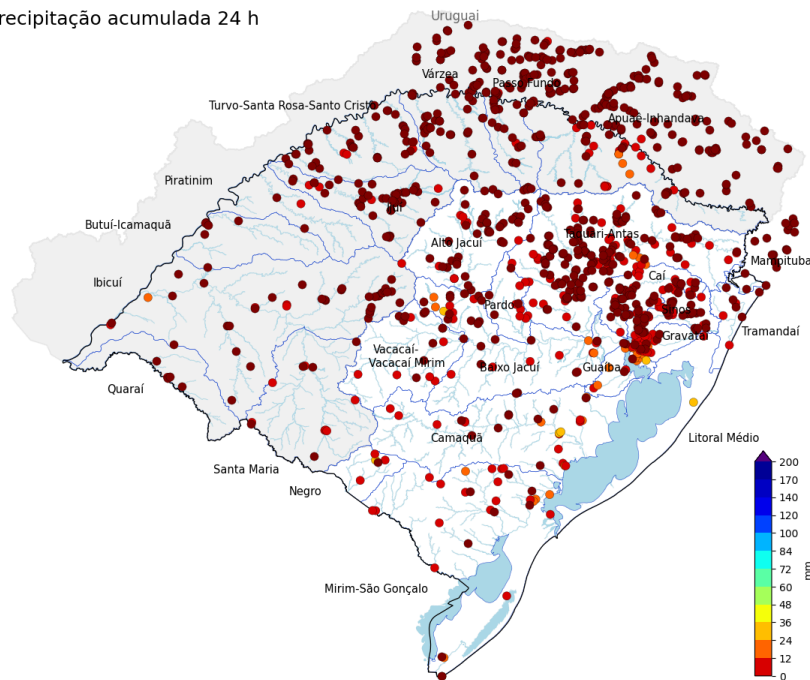 recipitação acumulada 24 h
Uruguai
Várzea
Passo Fundo
Turvo-Santa Rosa-Santo Cristo
Apuaê-Inhandava
Piratinim
Ijuí
Butuí-Icamaquã
Taquari-Antas
Alto Jacuí
Mampituba
Ibicuí
Caí
Pardo
Sinos
Gravataí
Tramandaí
Vacacaí-
Vacacaí Mirim
Baixo Jacuí
Guaíba
Quaraí
Camaquã
Litoral Médio
Santa Maria
Negro
Mirim-São Gonçalo
200
170
140
120
100
84
72
60
48
36
24
12
0
mm